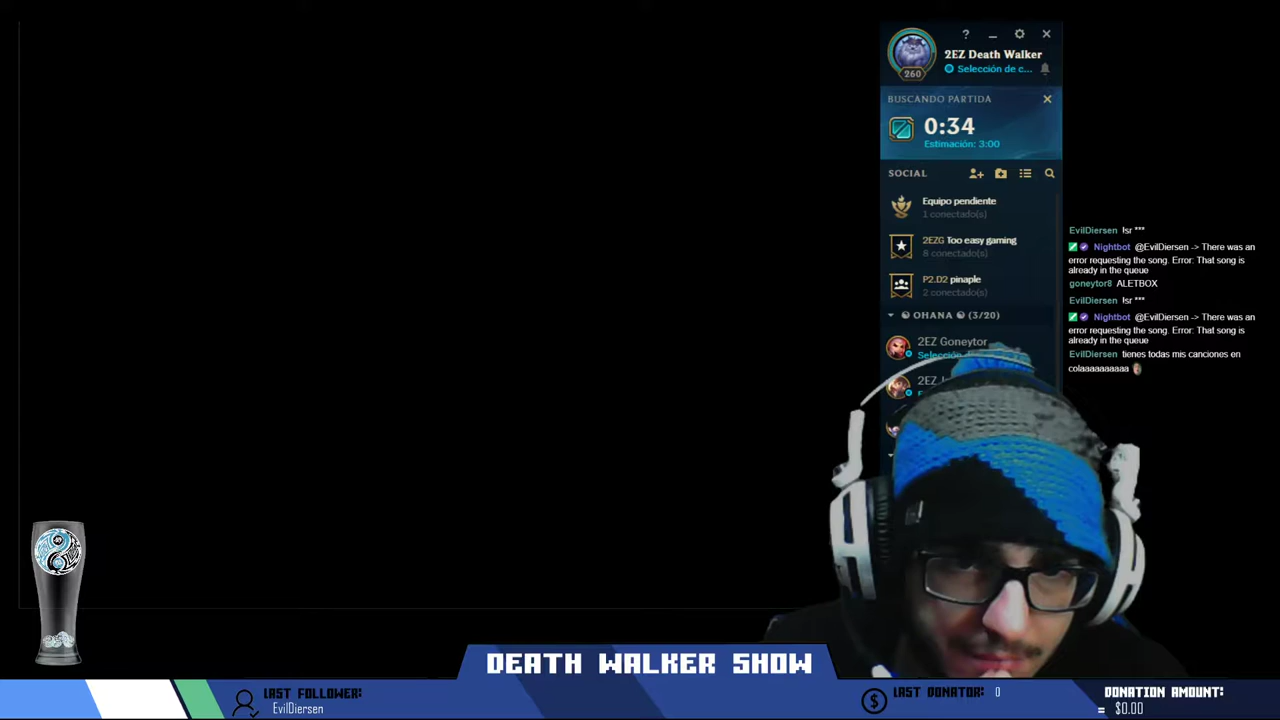 2EZ Death Walker
260
Selección de c...
BUSCANDO PARTIDA
0:34
Estimación: 3:00
SOCIAL
Equipo pendiente
1 conectado(s)
2EZG Too easy gaming
8 conectado(s)
P2.D2 pinaple
2 conectado(s)
OHANA (3/20)
2EZ Goneytor
2EZ
EvilDiersen !sr ***
Nightbot @EvilDiersen -> There was an
error requesting the song. Error: That song is
already in the queue
goneytor8 ALETBOX
EvilDiersen !sr ***
Nightbot @EvilDiersen -> There was an
error requesting the song. Error: That song is
already in the queue
EvilDiersen tienes todas mis canciones en
colaaaaaaaaaa
DEATH WALKER SHOW
LAST FOLLOWER:
EvilDiersen
LAST DONATOR: 0
DONATION AMOUNT:
= $0.00